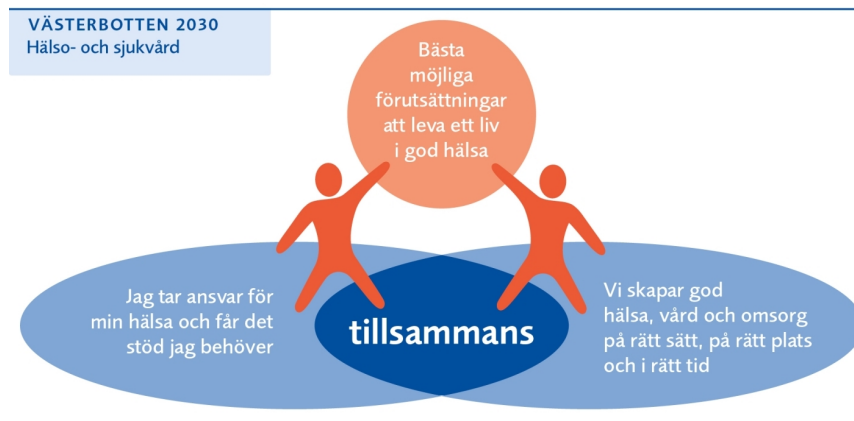 VÄSTERBOTTEN 2030
Hälso- och sjukvård
Bästa
möjliga
förutsättningar
att leva ett liv
i god hälsa
Jag tar ansvar för
min hälsa och får det
stöd jag behöver
tillsammans
Vi skapar god
hälsa, vård och omsorg
på rätt sätt, på rätt plats
och i rätt tid